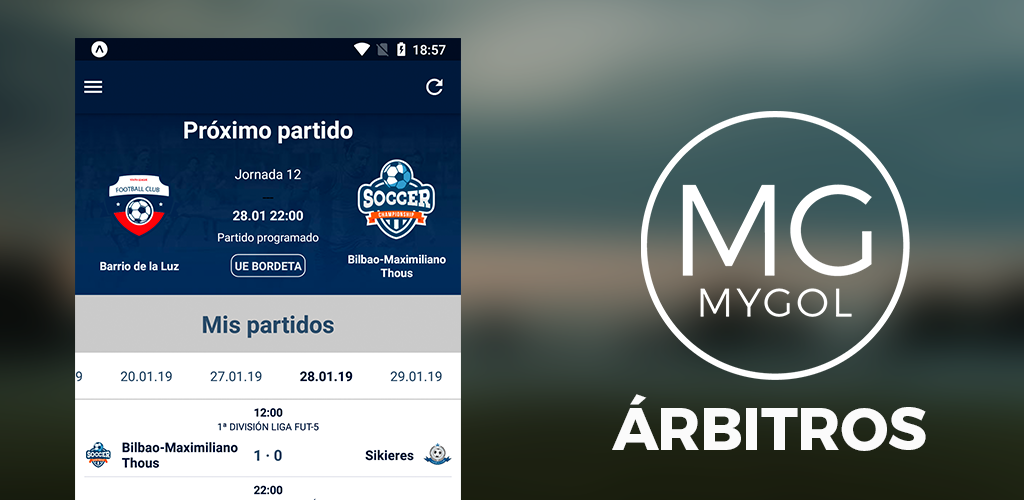 18:57
Próximo partido
Jornada 12
28.01 22:00
Partido programado
UE BORDETA
FOOTBALL CLUB
Barrio de la Luz
SOCCER
CHAMPIONSHIP
Bilbao-Maximiliano
Thous
Mis partidos
9 20.01.19 27.01.19 28.01.19 29.01.19
12:00
1ª DIVISIÓN LIGA FUT-5
SOCCER
Bilbao-Maximiliano
Thous
1 · 0
Sikieres
22:00
MG
MYGOL
ÁRBITROS